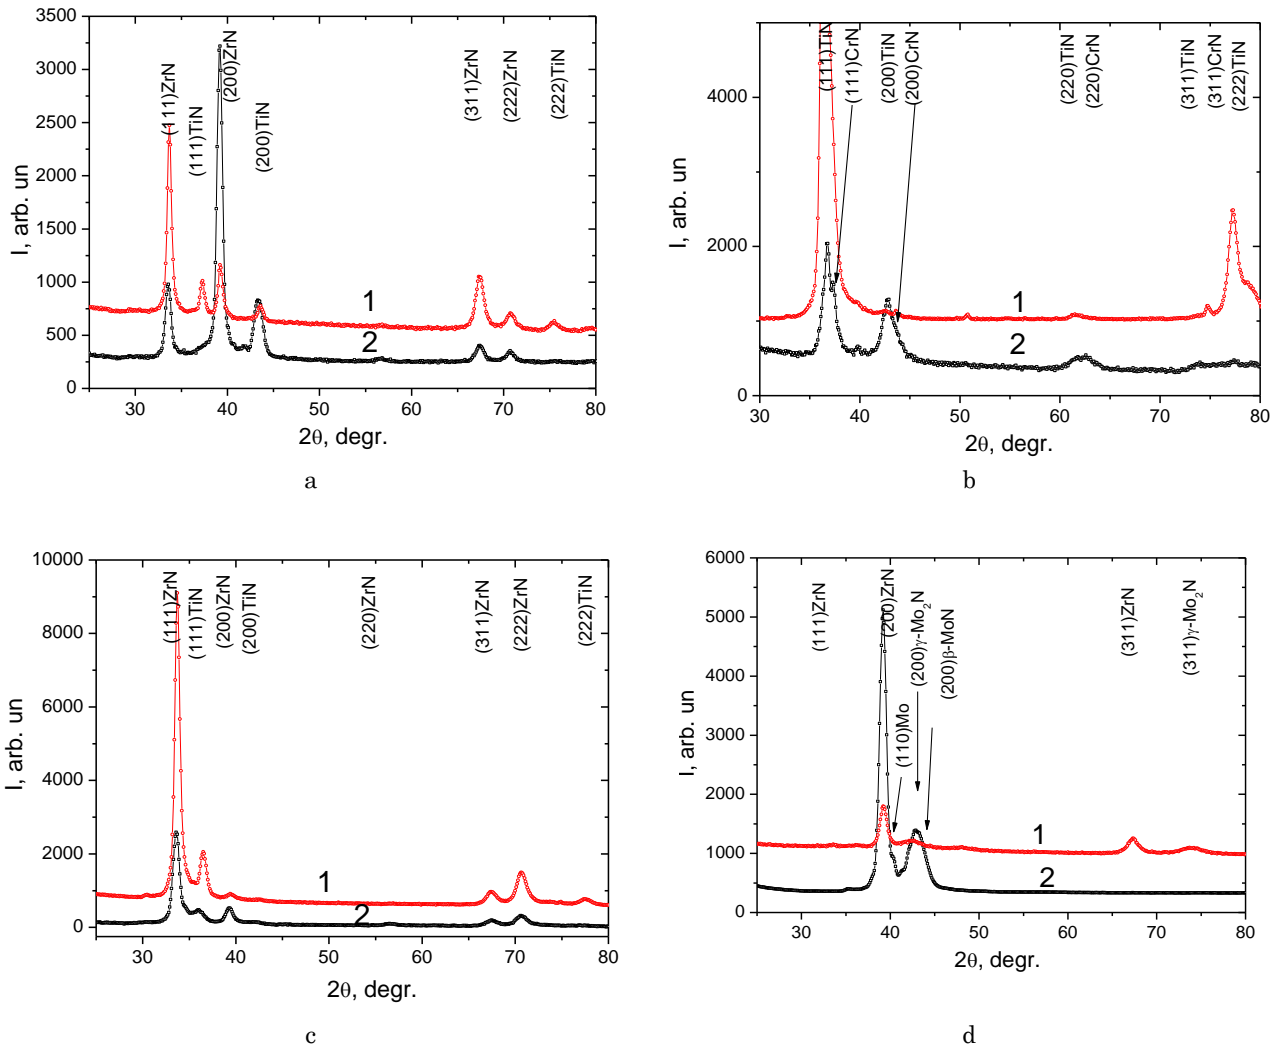 3500
3000
2500
2000
1500
1000
500
0
I, arb. un
(111)ZrN
(111)TiN
(200)ZrN
(200)TiN
(311)ZrN
(222)ZrN
(222)TiN
1
2
30 40 50 60 70 80
2θ, degr.
a
4000
2000
0
I, arb. un
(111)TiN
(111)CrN
(200)TiN
(200)CrN
(220)TiN
(220)CrN
(311)TiN
(311)CrN
(222)TiN
1
2
30 40 50 60 70 80
2θ, degr.
b
10000
8000
6000
4000
2000
0
I, arb. un
(111)ZrN
(111)TiN
(200)ZrN
(200)TiN
(220)ZrN
(311)ZrN
(222)ZrN
(222)TiN
1
2
30 40 50 60 70 80
2θ, degr.
c
6000
5000
4000
3000
2000
1000
0
I, arb. un
(111)ZrN
(200)ZrN
(110)Mo
(200)γ-Mo₂N
(200)β-MoN
(311)ZrN
(311)γ-Mo₂N
1
2
30 40 50 60 70 80
2θ, degr.
d